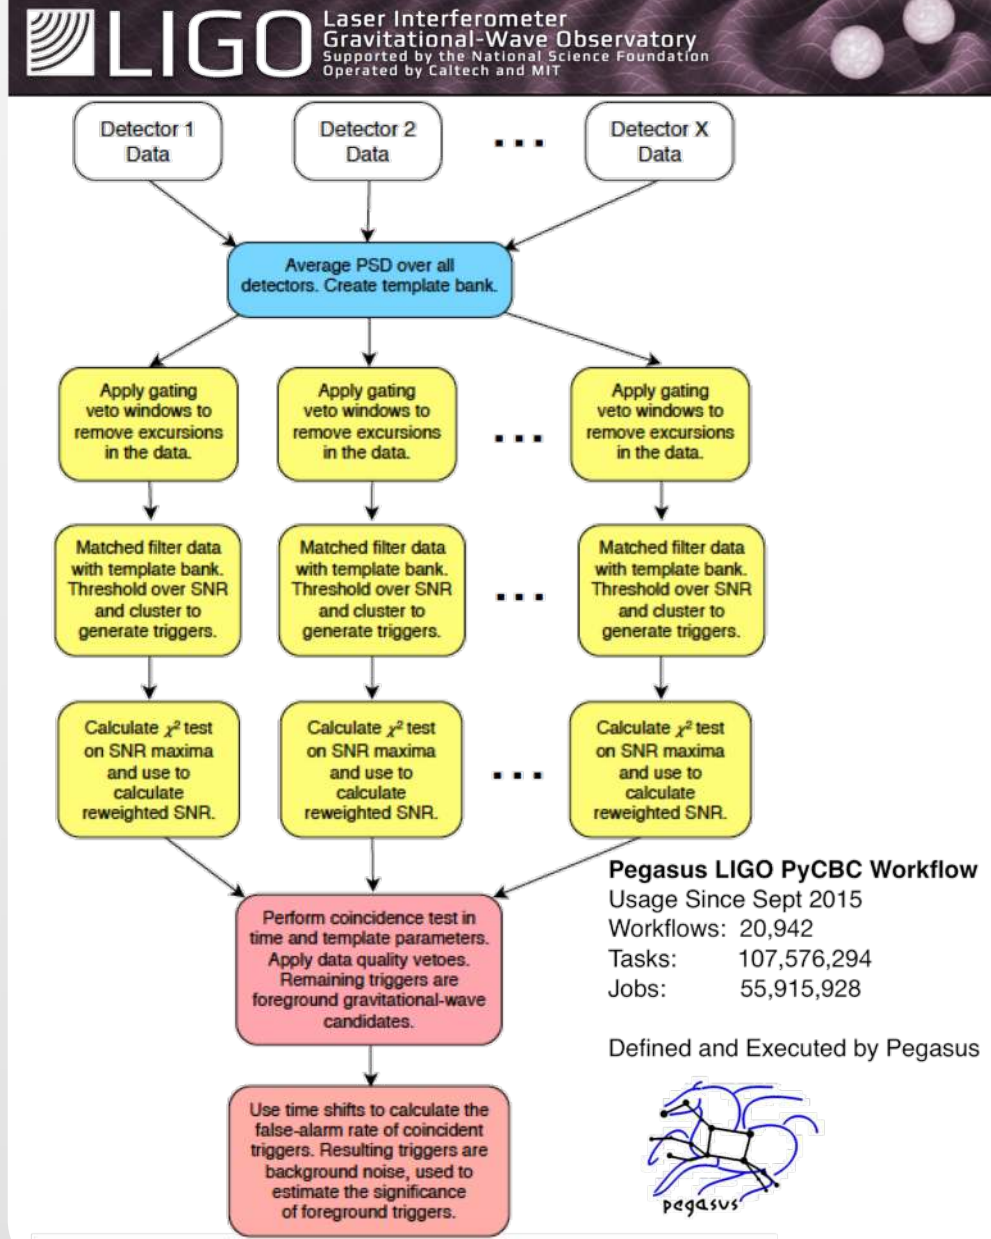 LIGO
Laser Interferometer
Gravitational-Wave Observatory
Supported by the National Science Foundation
Operated by Caltech and MIT
Detector 1
Data
Detector 2
Data
...
Detector X
Data
Average PSD over all
detectors. Create template bank.
Apply gating
veto windows to
remove excursions
in the data.
Apply gating
veto windows to
remove excursions
in the data.
...
Apply gating
veto windows to
remove excursions
in the data.
Matched filter data
with template bank.
Threshold over SNR
and cluster to
generate triggers.
Matched filter data
with template bank.
Threshold over SNR
and cluster to
generate triggers.
...
Matched filter data
with template bank.
Threshold over SNR
and cluster to
generate triggers.
Calculate χ² test
on SNR maxima
and use to
calculate
reweighted SNR.
Calculate χ² test
on SNR maxima
and use to
calculate
reweighted SNR.
...
Calculate χ² test
on SNR maxima
and use to
calculate
reweighted SNR.
Perform coincidence test in
time and template parameters.
Apply data quality vetoes.
Remaining triggers are
foreground gravitational-wave
candidates.
Use time shifts to calculate the
false-alarm rate of coincident
triggers. Resulting triggers are
background noise, used to
estimate the significance
of foreground triggers.
Pegasus LIGO PyCBC Workflow
Usage Since Sept 2015
Workflows: 20,942
Tasks: 107,576,294
Jobs: 55,915,928
Defined and Executed by Pegasus
pegasus